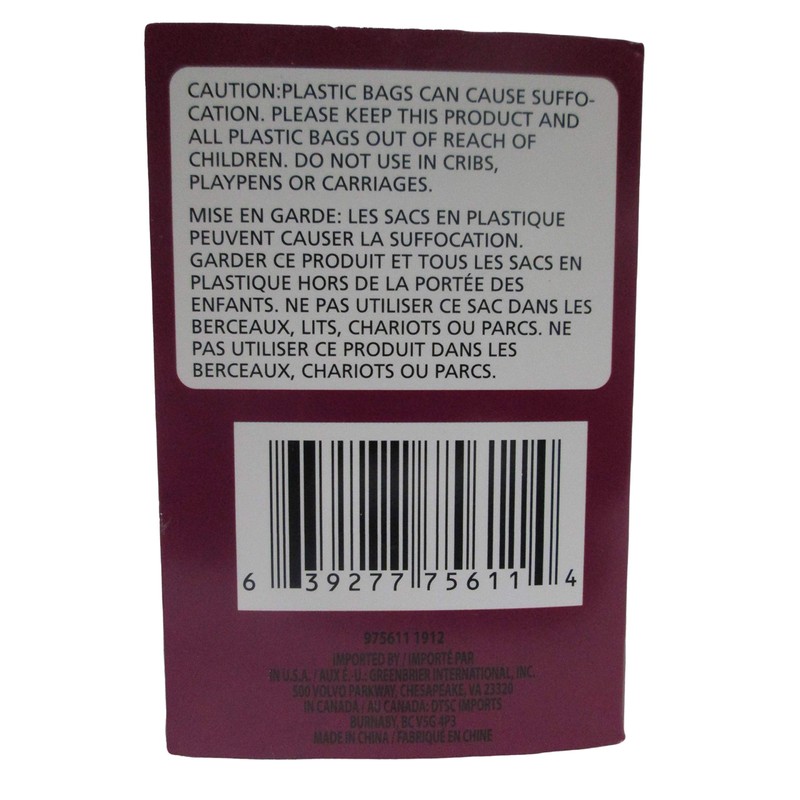 CAUTION:PLASTIC BAGS CAN CAUSE SUFFO-
CATION. PLEASE KEEP THIS PRODUCT AND
ALL PLASTIC BAGS OUT OF REACH OF
CHILDREN. DO NOT USE IN CRIBS,
PLAYPENS OR CARRIAGES.
MISE EN GARDE: LES SACS EN PLASTIQUE
PEUVENT CAUSER LA SUFFOCATION.
GARDER CE PRODUIT ET TOUS LES SACS EN
PLASTIQUE HORS DE LA PORTÉE DES
ENFANTS. NE PAS UTILISER CE SAC DANS LES
BERCEAUX, LITS, CHARIOTS OU PARCS. NE
PAS UTILISER CE PRODUIT DANS LES
BERCEAUX, CHARIOTS OU PARCS.
6 39277 75611 4
975611 1912
IMPORTED BY / IMPORTÉ PAR
IN U.S.A. / AUX É.-U.: GREENBRIER INTERNATIONAL, INC.
500 VOLVO PARKWAY, CHESAPEAKE, VA 23320
IN CANADA / AU CANADA: DTSC IMPORTS
BURNABY, BC V5G 4P3
MADE IN CHINA / FABRIQUÉ EN CHINE